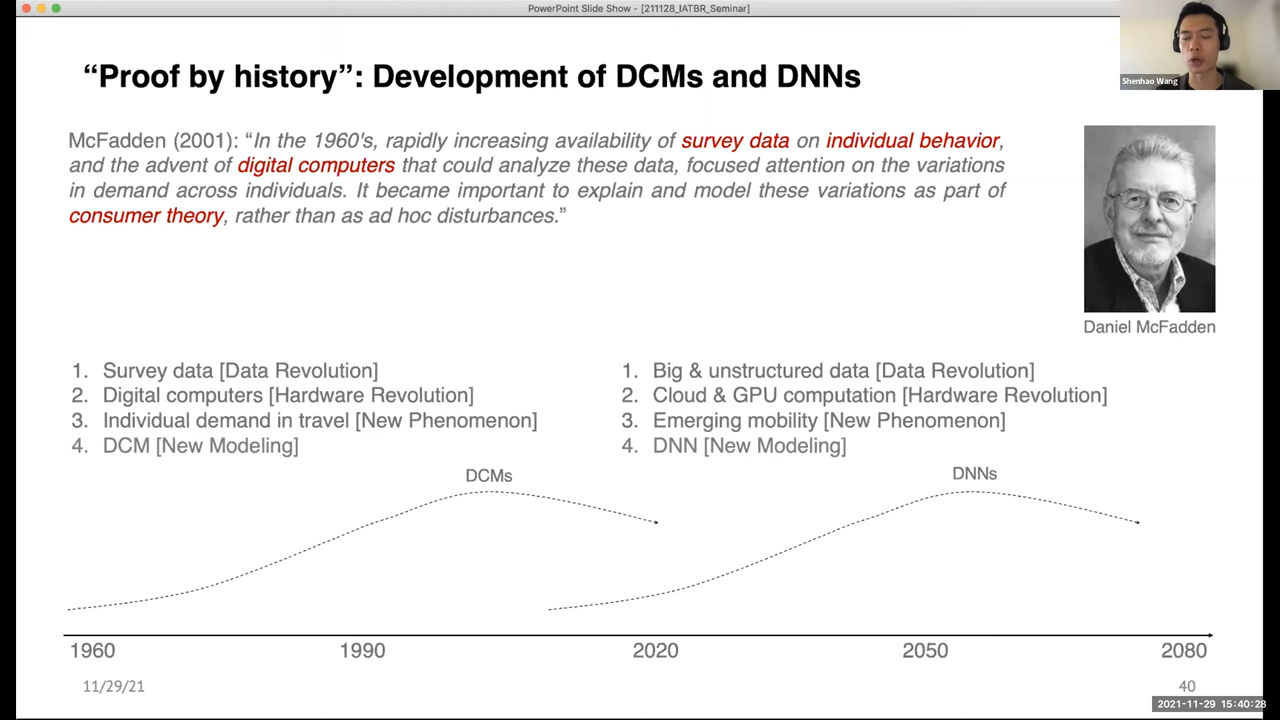 PowerPoint Slide Show - [211128_IATBR_Seminar]
Shenhao Wang
“Proof by history”: Development of DCMs and DNNs
McFadden (2001): “In the 1960's, rapidly increasing availability of survey data on individual behavior,
and the advent of digital computers that could analyze these data, focused attention on the variations
in demand across individuals. It became important to explain and model these variations as part of
consumer theory, rather than as ad hoc disturbances.”
Daniel McFadden
1. Survey data [Data Revolution]
2. Digital computers [Hardware Revolution]
3. Individual demand in travel [New Phenomenon]
4. DCM [New Modeling]
1. Big & unstructured data [Data Revolution]
2. Cloud & GPU computation [Hardware Revolution]
3. Emerging mobility [New Phenomenon]
4. DNN [New Modeling]
DCMs
DNNs
1960 1990 2020 2050 2080
11/29/21
40
2021-11-29 15:40:28